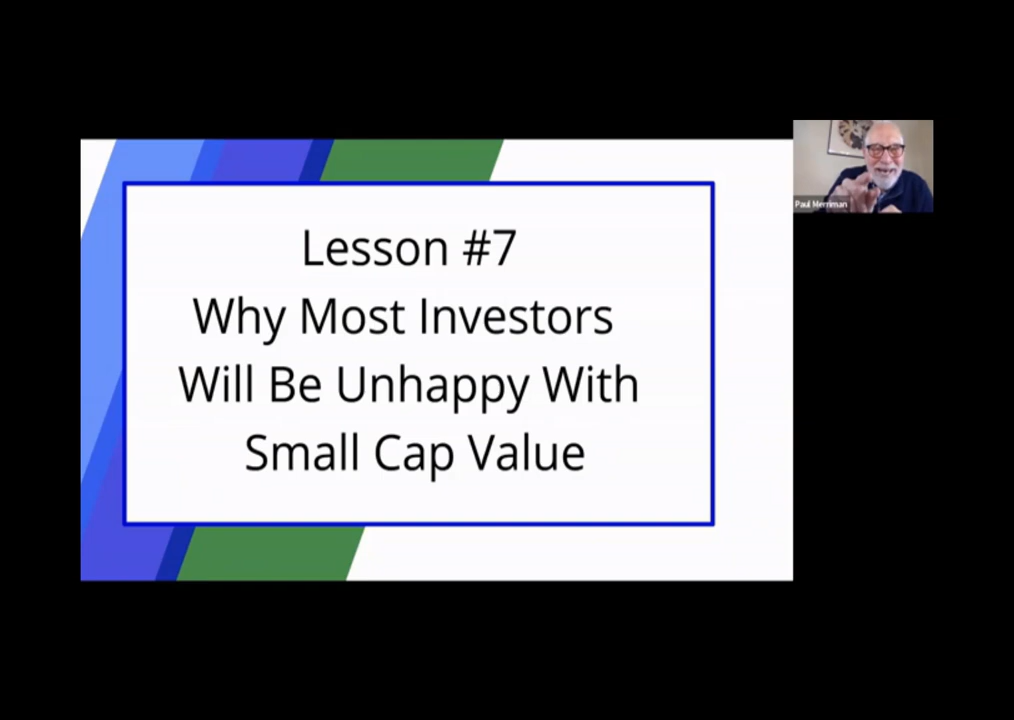 Lesson #7
Why Most Investors
Will Be Unhappy With
Small Cap Value
Paul Merriman